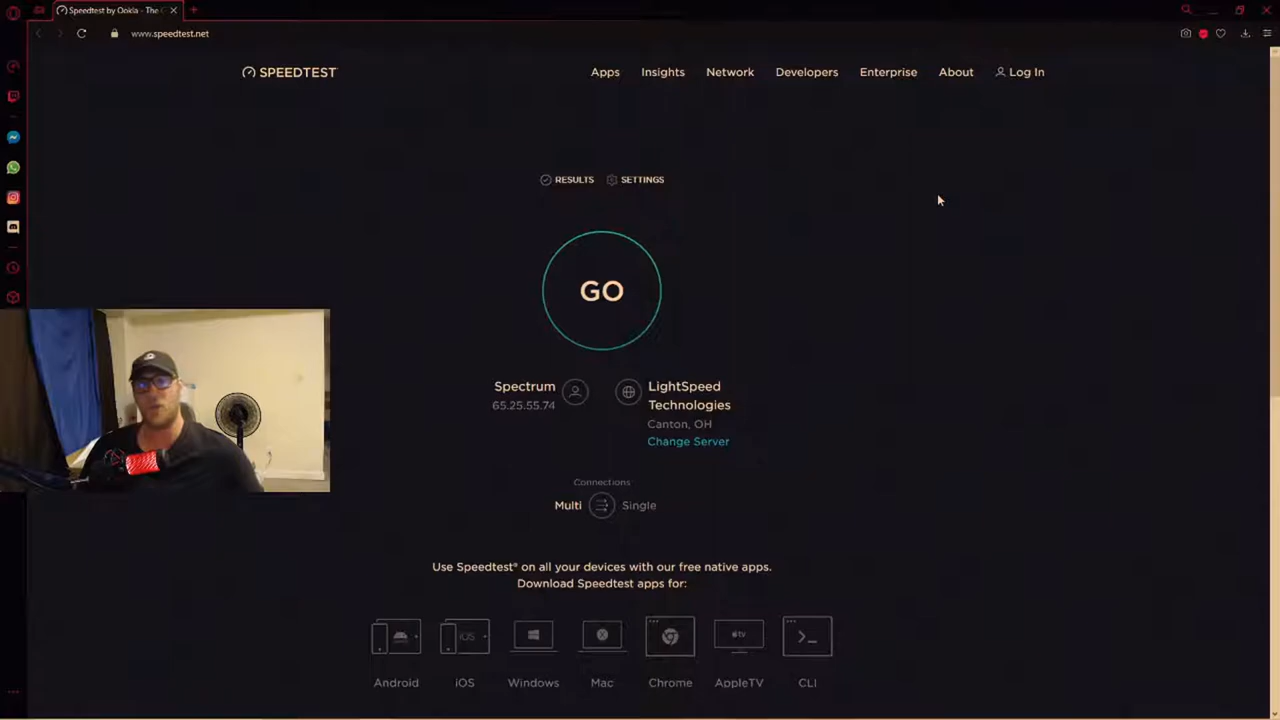 Speedtest by Ookla - The
www.speedtest.net
SPEEDTEST
Apps
Insights
Network
Developers
Enterprise
About
Log In
RESULTS
SETTINGS
GO
Spectrum
65.25.55.74
LightSpeed
Technologies
Canton, OH
Change Server
Connections
Multi
Single
Use Speedtest® on all your devices with our free native apps.
Download Speedtest apps for:
iOS
tv
Android
iOS
Windows
Mac
Chrome
AppleTV
CLI